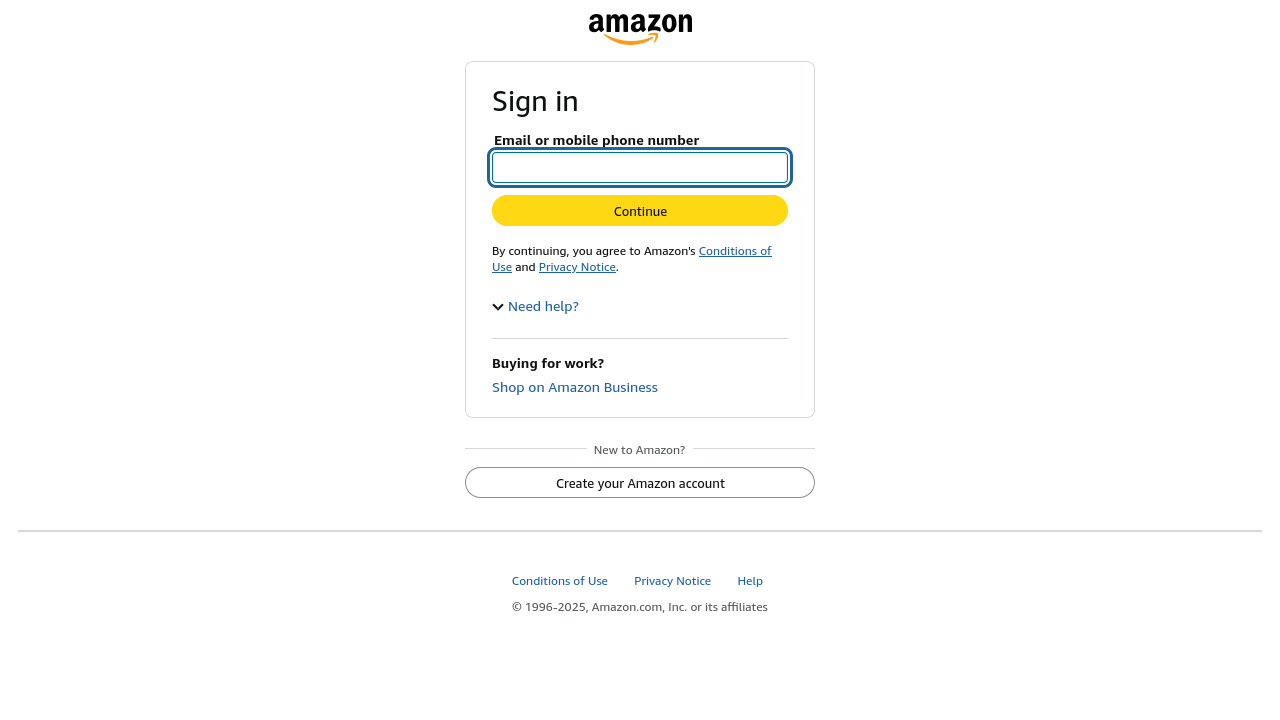 amazon
Sign in
Email or mobile phone number
Continue
By continuing, you agree to Amazon's Conditions of
Use and Privacy Notice.
Need help?
Buying for work?
Shop on Amazon Business
New to Amazon?
Create your Amazon account
Conditions of Use Privacy Notice Help
© 1996-2025, Amazon.com, Inc. or its affiliates